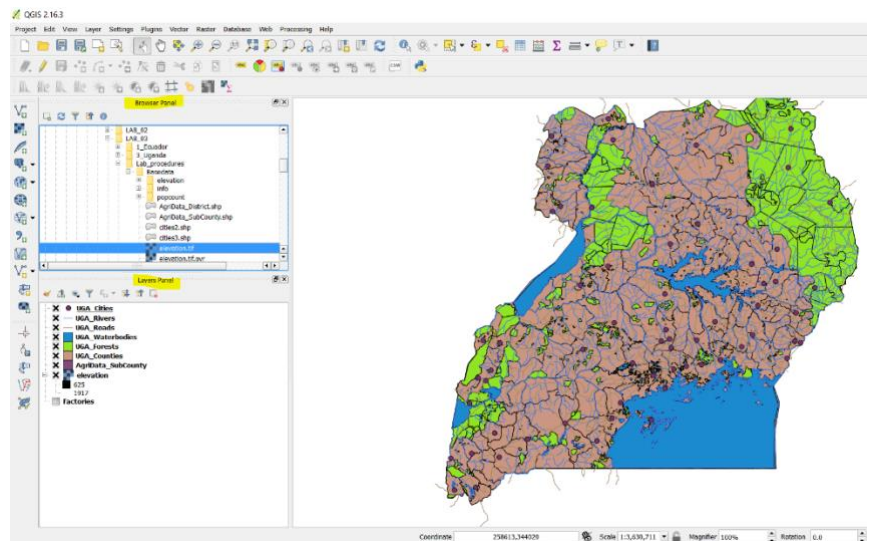 QGIS 2.16.3
Project Edit View Layer Settings Plugins Vector Raster Database Web Processing Help
Browser Panel
LAB_02
LAB_03
1_Ecuador
3_Uganda
Lab_procedures
Basedata
elevation
info
popcount
AgriData_District.shp
AgriData_SubCounty.shp
cities2.shp
cities3.shp
elevation.tif
elevation.tif.ovr
Layers Panel
UGA_Cities
UGA_Rivers
UGA_Roads
UGA_Waterbodies
UGA_Forests
UGA_Counties
AgriData_SubCounty
elevation
623
1917
Factories
Coordinate 258613,344020 Scale 1:3,630,711 Magnifier 100% Rotation 0.0